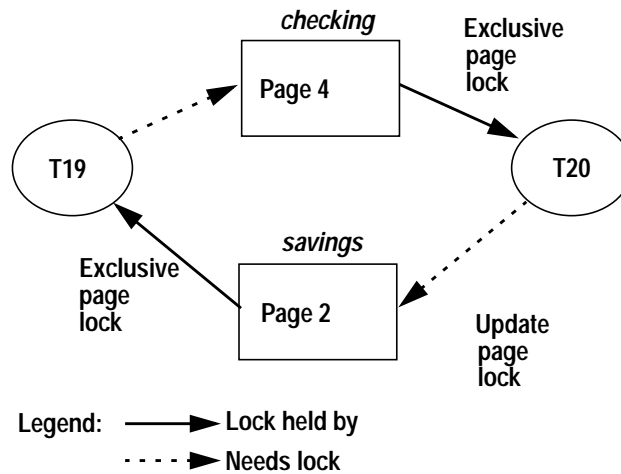 checking
Exclusive
page
lock
Page 4
T19
T20
savings
Exclusive
page
lock
Page 2
Update
page
lock
Legend:
Lock held by
Needs lock